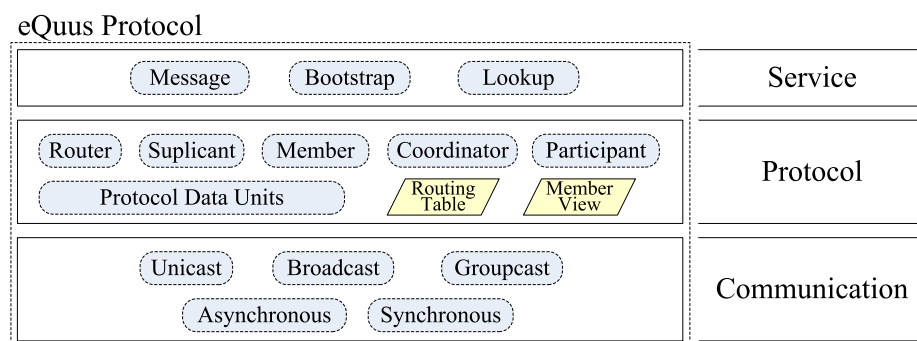 eQuus Protocol
Message Bootstrap Lookup Service
Router Suplicant Member Coordinator Participant
Protocol Data Units Routing Table Member View Protocol
Unicast Broadcast Groupcast
Asynchronous Synchronous Communication